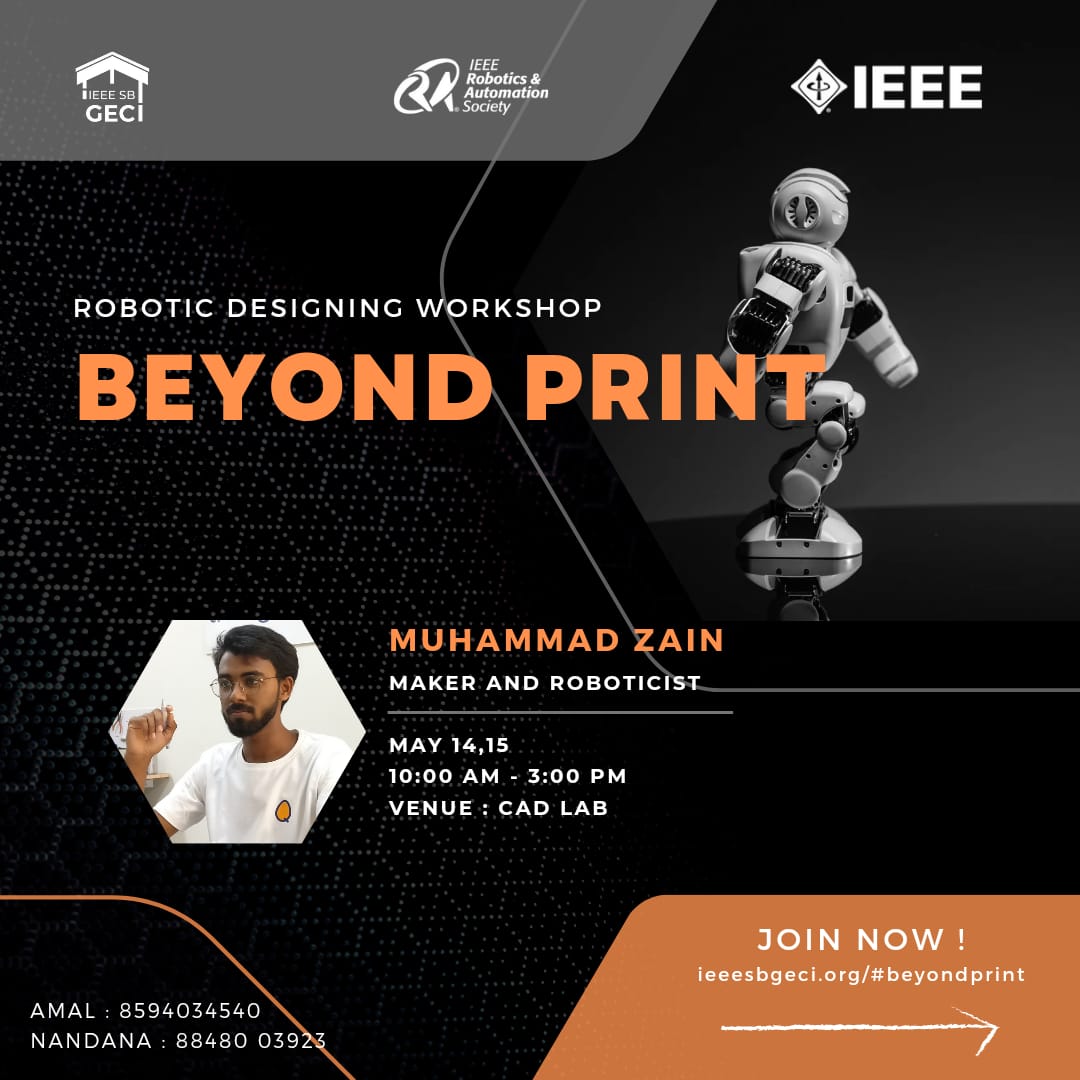 IEEE SB
GECI
IEEE
Robotics &
Automation
Society
IEEE
ROBOTIC DESIGNING WORKSHOP
BEYOND PRINT
MUHAMMAD ZAIN
MAKER AND ROBOTICIST
MAY 14,15
10:00 AM - 3:00 PM
VENUE : CAD LAB
JOIN NOW !
ieeesbgeci.org/#beyondprint
AMAL : 8594034540
NANDANA : 88480 03923